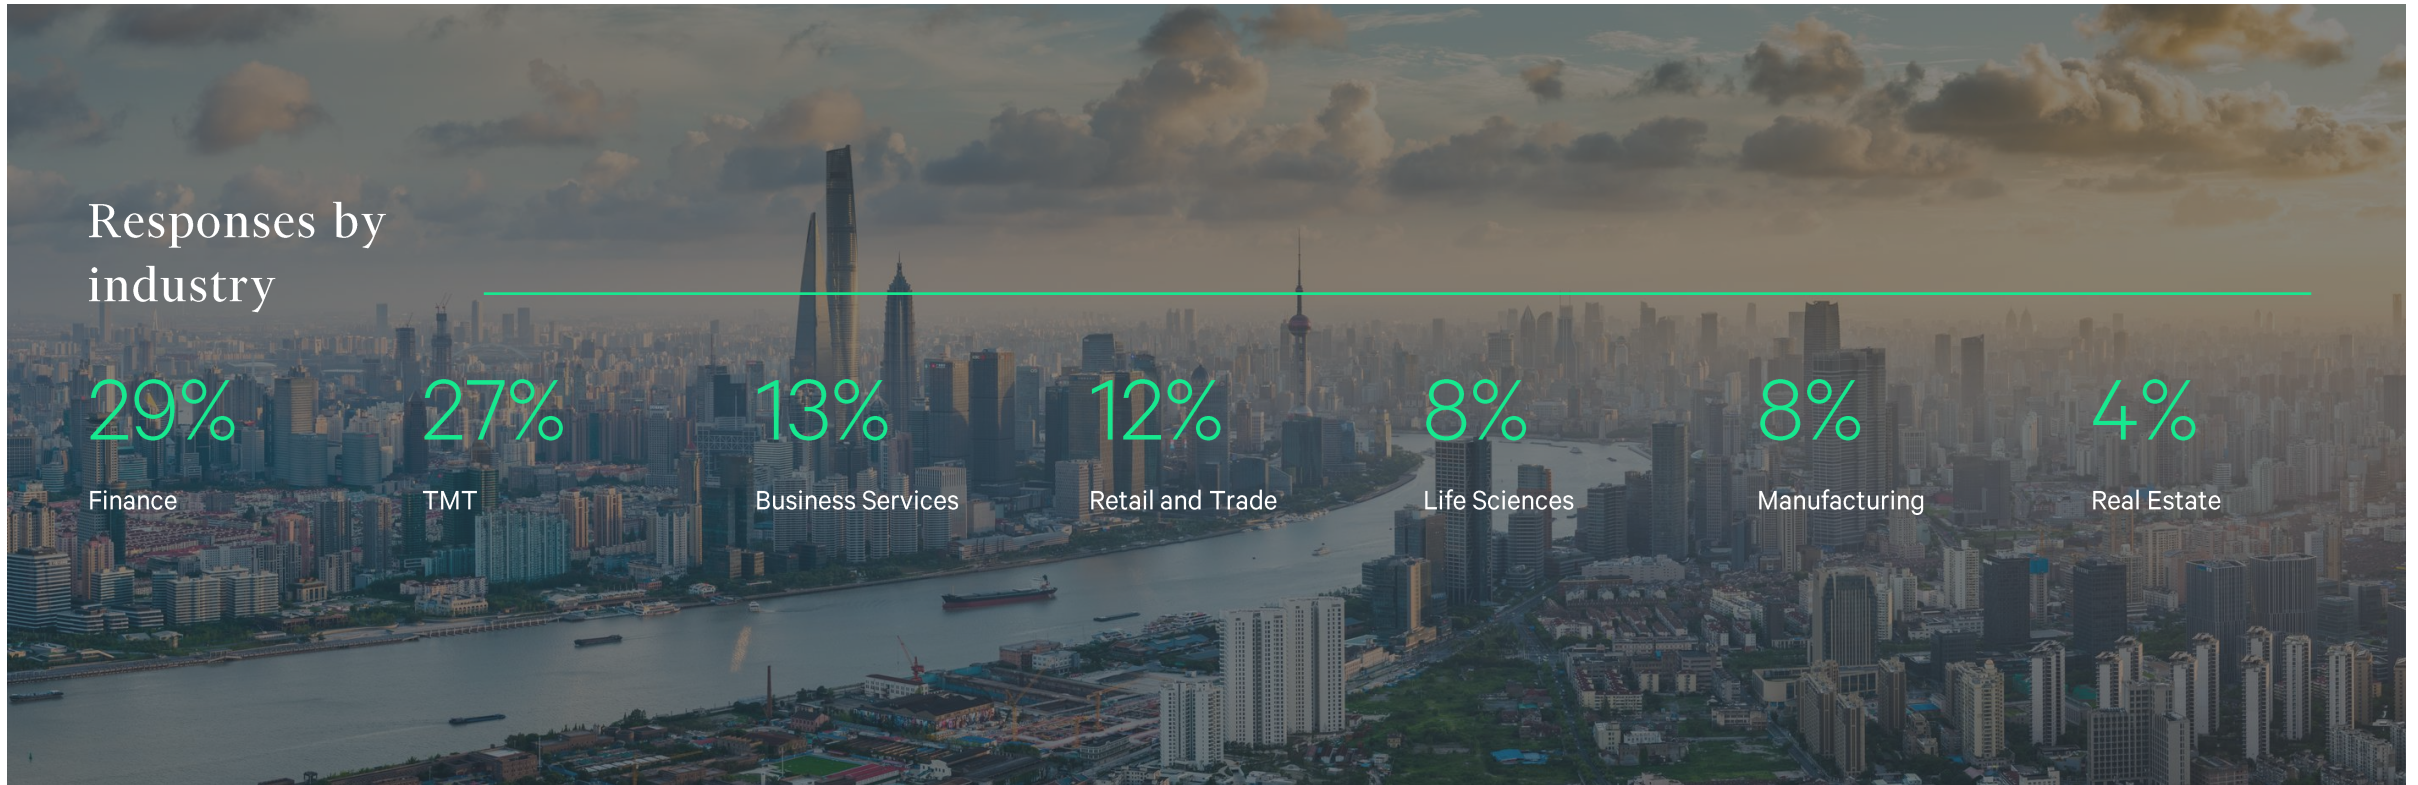 Responses by
industry
29%
Finance
27%
TMT
13%
Business Services
12%
Retail and Trade
8%
Life Sciences
8%
Manufacturing
4%
Real Estate